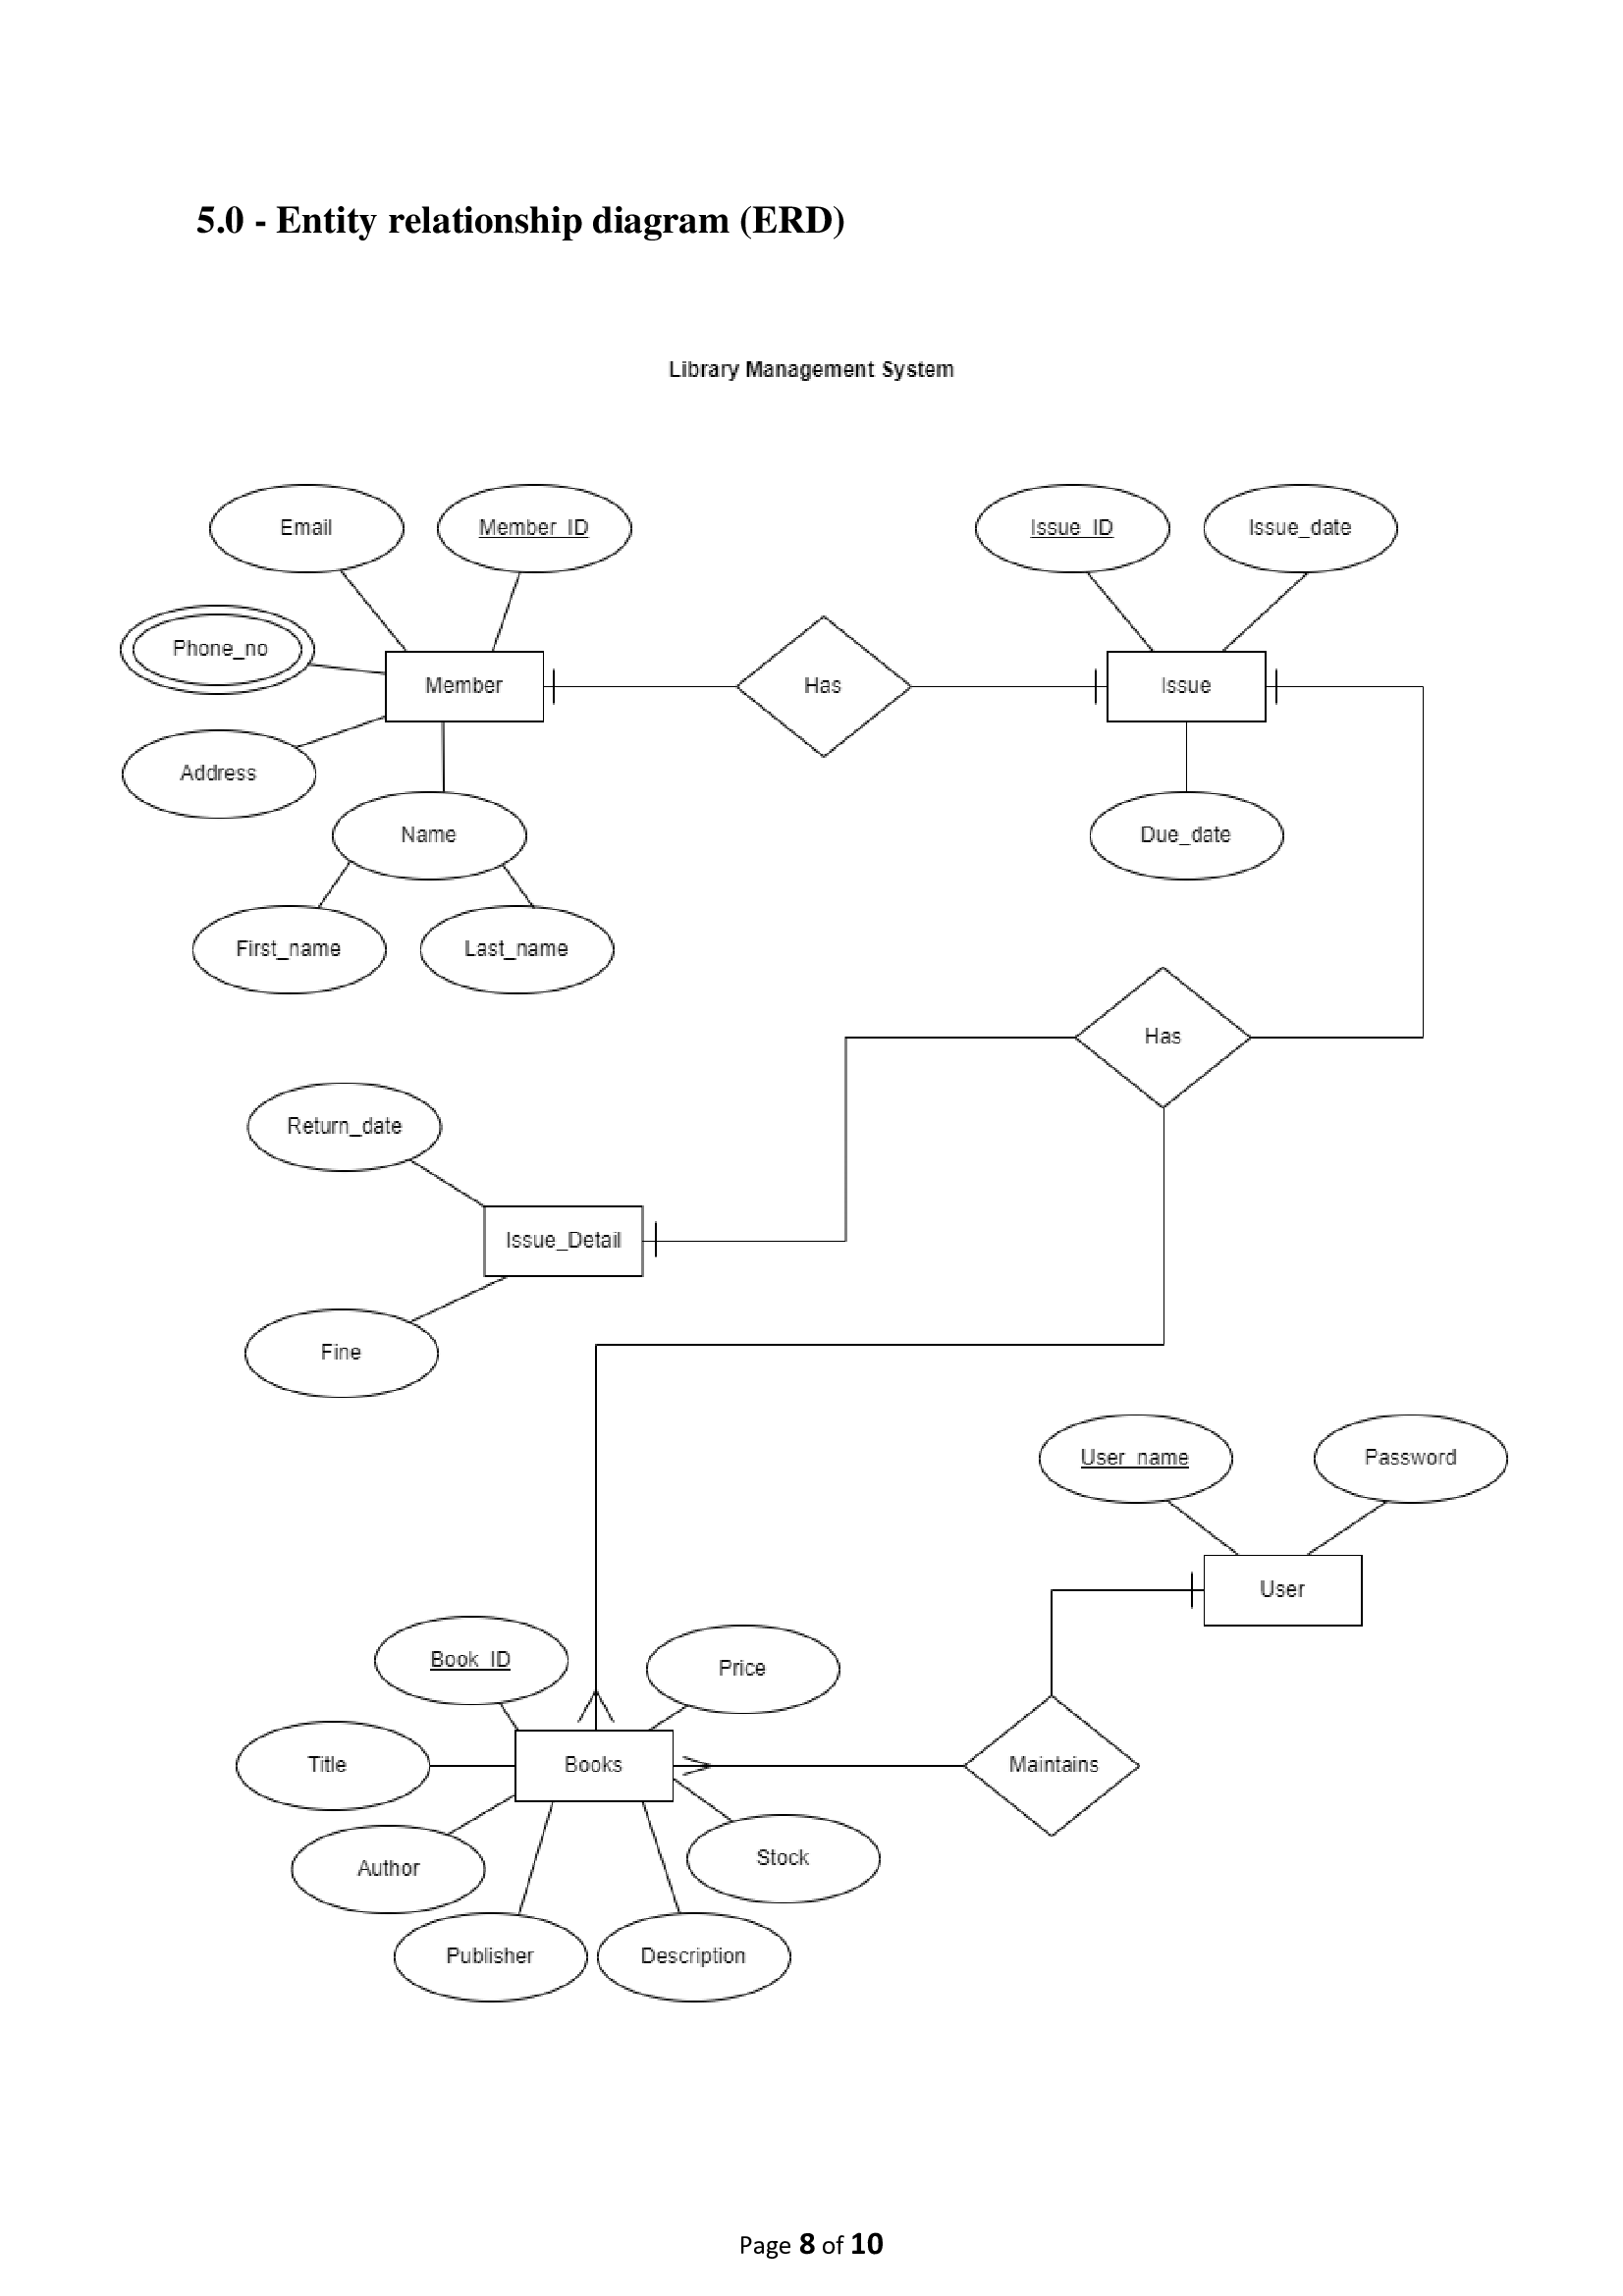 5.0 - Entity relationship diagram (ERD)
Library Management System
Email
Member_ID
Issue_ID
Issue_date
Phone_no
Member
Has
Issue
Address
Name
Due_date
First_name
Last_name
Has
Return_date
Issue_Detail
Fine
User_name
Password
User
Book_ID
Price
Title
Books
Maintains
Author
Stock
Publisher
Description
Page 8 of 10